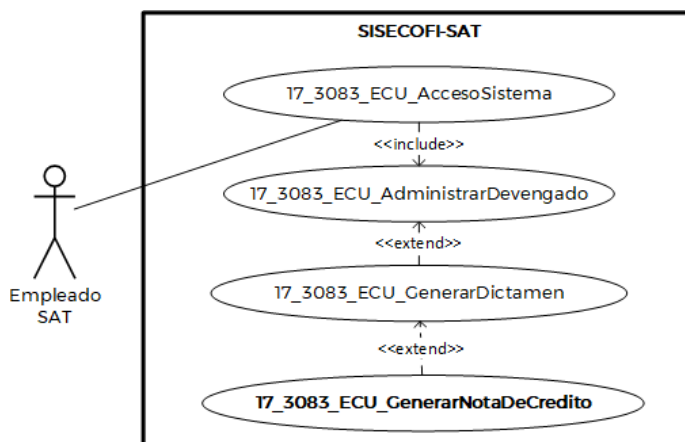 SISECOFI-SAT
17_3083_ECU_AccesoSistema
<<include>>
17_3083_ECU_AdministrarDevengado
<<extend>>
17_3083_ECU_GenerarDictamen
Empleado
SAT
<<extend>>
17_3083_ECU_GenerarNotaDeCredito